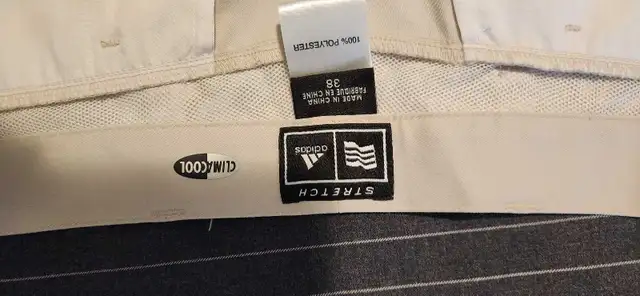 STRETCH
adidas
CLIMACOOL
38
MADE IN CHINA
FABRIQUE EN CHINE
100% POLYESTER